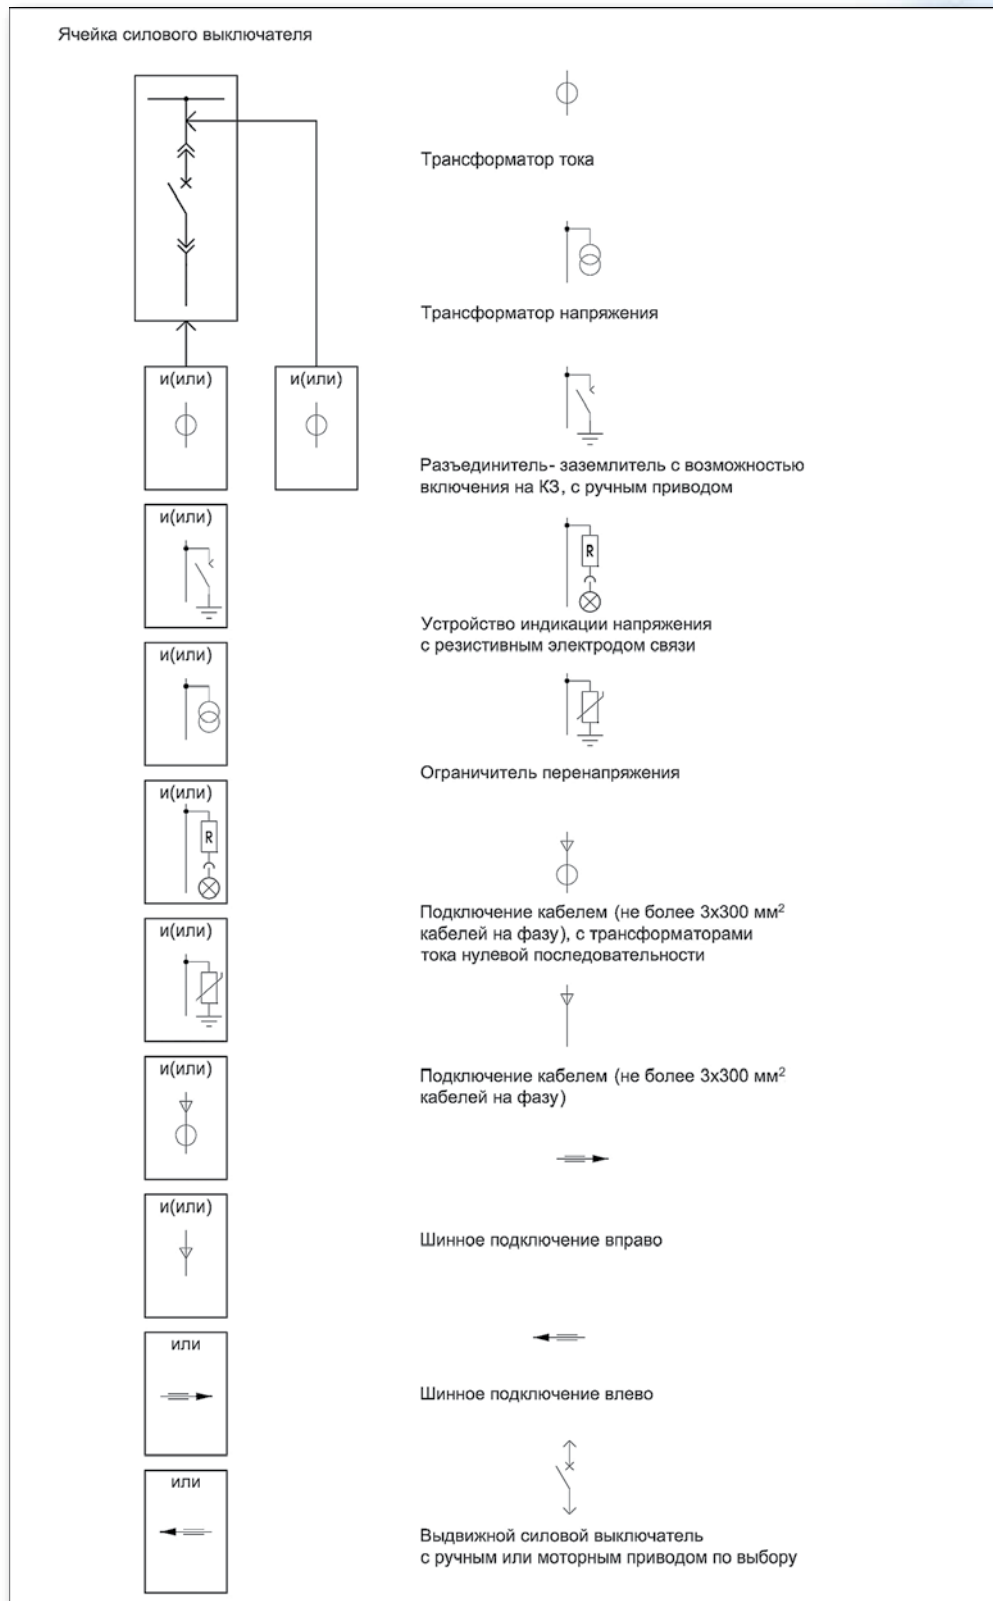 Ячейка силового выключателя
Трансформатор тока
Трансформатор напряжения
и(или)
и(или)
Разъединитель- заземлитель с возможностью
включения на КЗ, с ручным приводом
и(или)
R
Устройство индикации напряжения
с резистивным электродом связи
и(или)
Ограничитель перенапряжения
и(или)
R
Подключение кабелем (не более 3х300 мм²
кабелей на фазу), с трансформаторами
тока нулевой последовательности
и(или)
Подключение кабелем (не более 3х300 мм²
кабелей на фазу)
и(или)
и(или)
Шинное подключение вправо
или
Шинное подключение влево
или
Выдвижной силовой выключатель
с ручным или моторным приводом по выбору